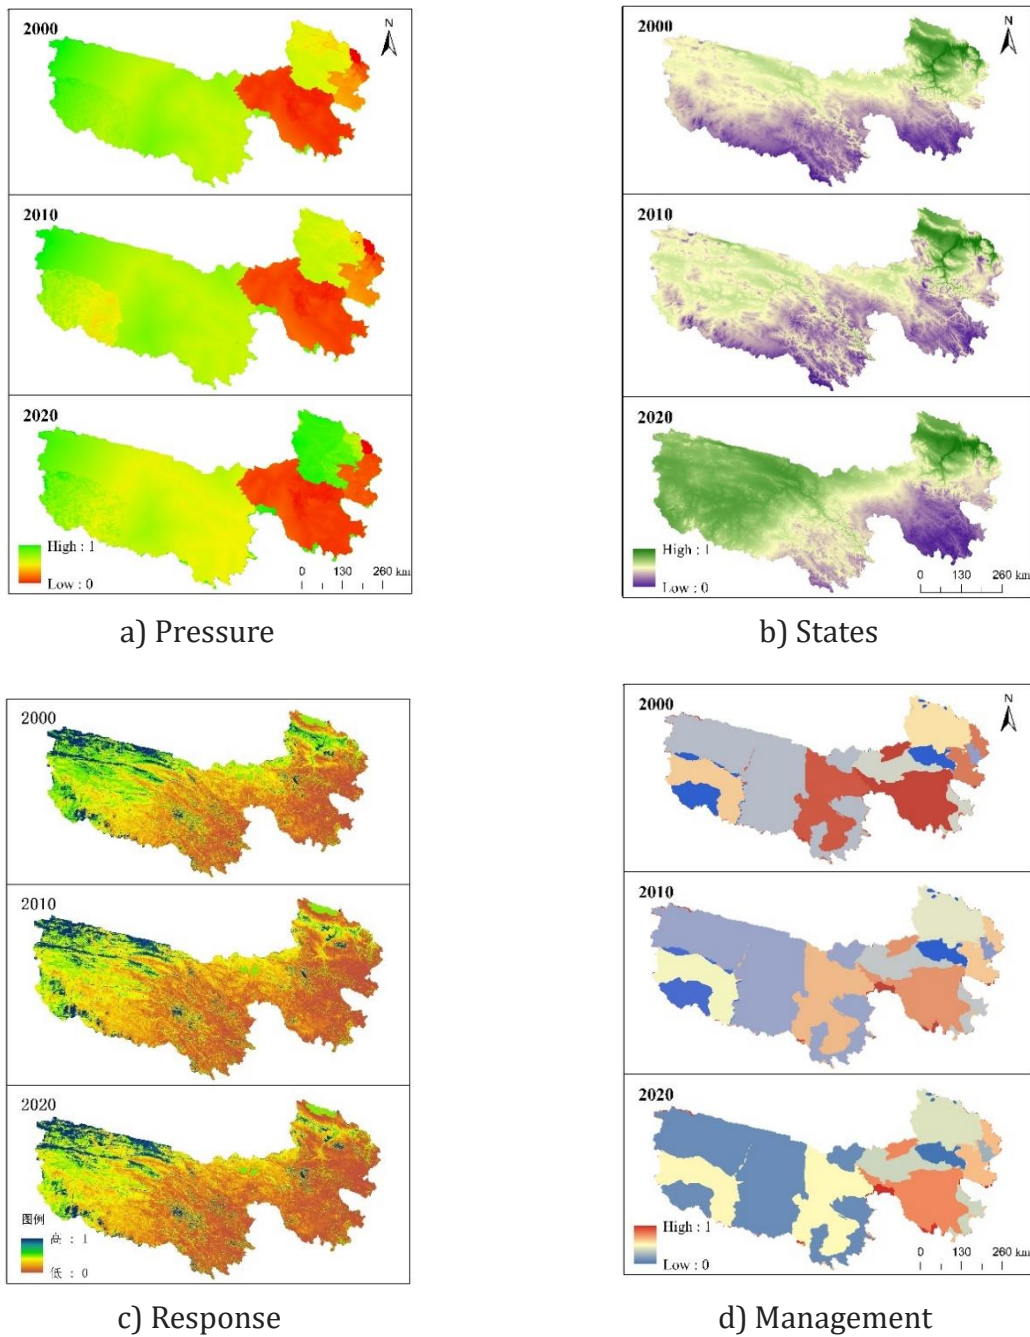 2000
N
2010
2020
High : 1
Low : 0
0 130 260 km
a) Pressure
2000
N
2010
2020
High : 1
Low : 0
0 130 260 km
b) States
2000
2010
2020
图例
高 : 1
低 : 0
c) Response
2000
N
2010
2020
High : 1
Low : 0
0 130 260 km
d) Management